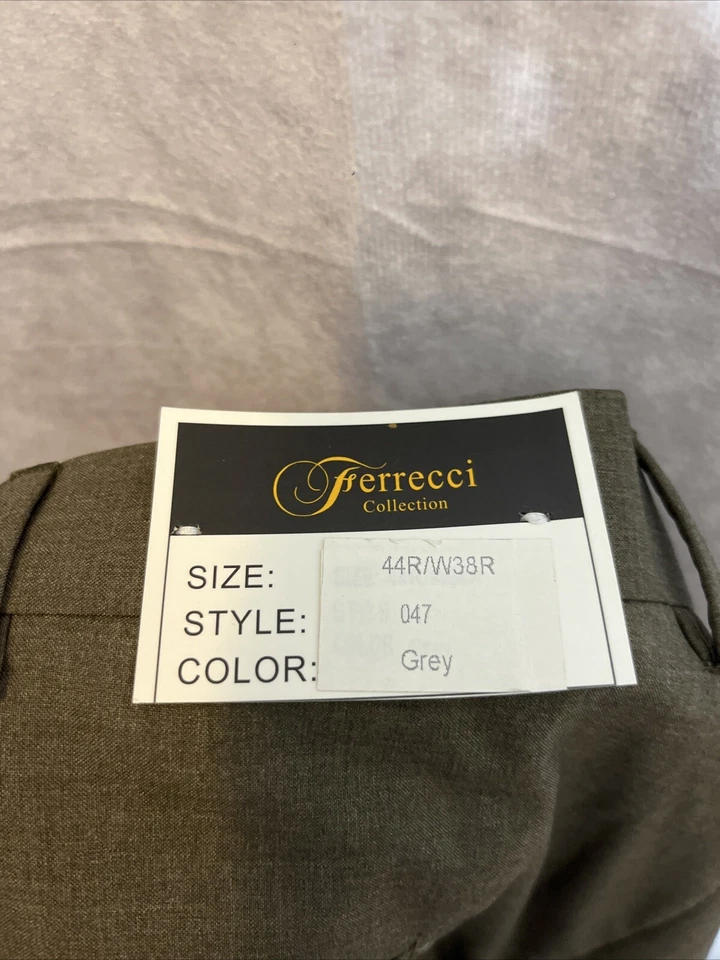 Ferrecci
Collection
SIZE: 44R/W38R
STYLE: 047
COLOR: Grey